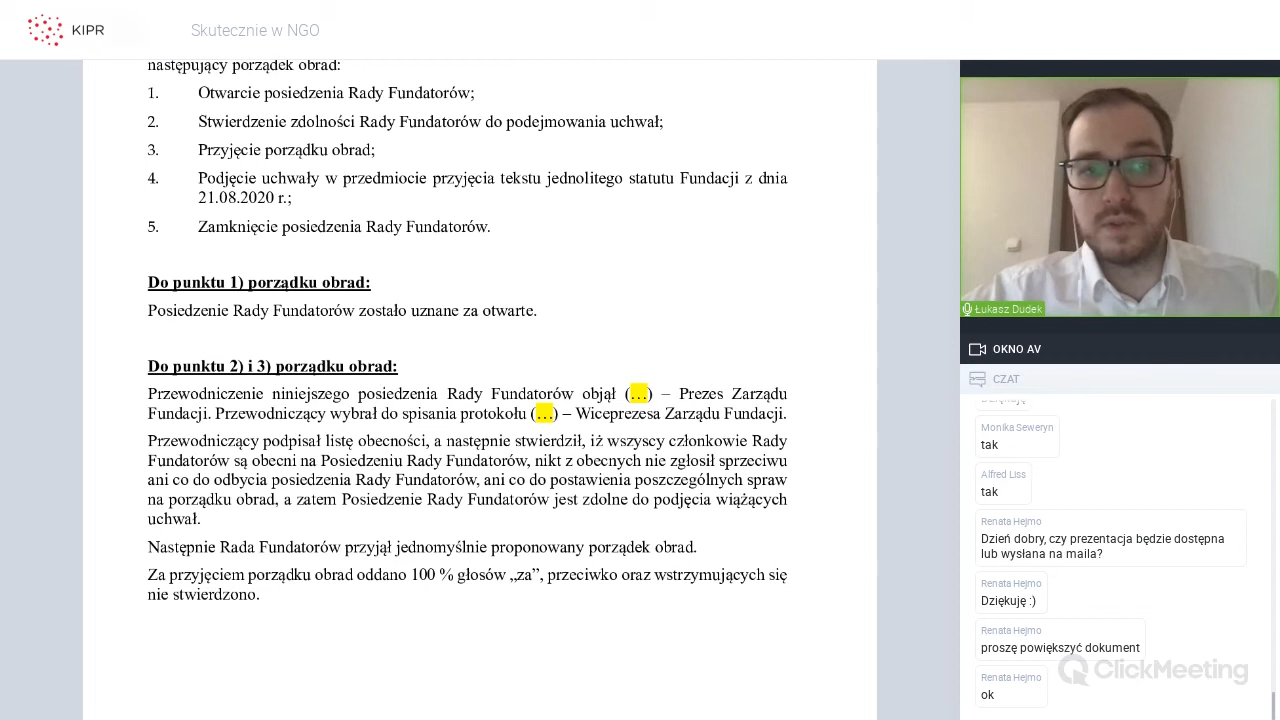 KIPR
Skutecznie w NGO
następujący porządek obrad:
1. Otwarcie posiedzenia Rady Fundatorów;
2. Stwierdzenie zdolności Rady Fundatorów do podejmowania uchwał;
3. Przyjęcie porządku obrad;
4. Podjęcie uchwały w przedmiocie przyjęcia tekstu jednolitego statutu Fundacji z dnia
21.08.2020 r.;
5. Zamknięcie posiedzenia Rady Fundatorów.
Do punktu 1) porządku obrad:
Posiedzenie Rady Fundatorów zostało uznane za otwarte.
Do punktu 2) i 3) porządku obrad:
Przewodniczenie niniejszego posiedzenia Rady Fundatorów objął (…) – Prezes Zarządu
Fundacji. Przewodniczący wybrał do spisania protokołu (…) – Wiceprezesa Zarządu Fundacji.
Przewodniczący podpisał listę obecności, a następnie stwierdził, iż wszyscy członkowie Rady
Fundatorów są obecni na Posiedzeniu Rady Fundatorów, nikt z obecnych nie zgłosił sprzeciwu
ani co do odbycia posiedzenia Rady Fundatorów, ani co do postawienia poszczególnych spraw
na porządku obrad, a zatem Posiedzenie Rady Fundatorów jest zdolne do podjęcia wiążących
uchwał.
Następnie Rada Fundatorów przyjął jednomyślnie proponowany porządek obrad.
Za przyjęciem porządku obrad oddano 100 % głosów „za”, przeciwko oraz wstrzymujących się
nie stwierdzono.
Łukasz Dudek
OKNO AV
CZAT
Dziękuję
Monika Seweryn
tak
Alfred Liss
tak
Renata Hejmo
Dzień dobry, czy prezentacja będzie dostępna
lub wysłana na maila?
Renata Hejmo
Dziękuję :)
Renata Hejmo
proszę powiększyć dokument
Renata Hejmo
ok
ClickMeeting